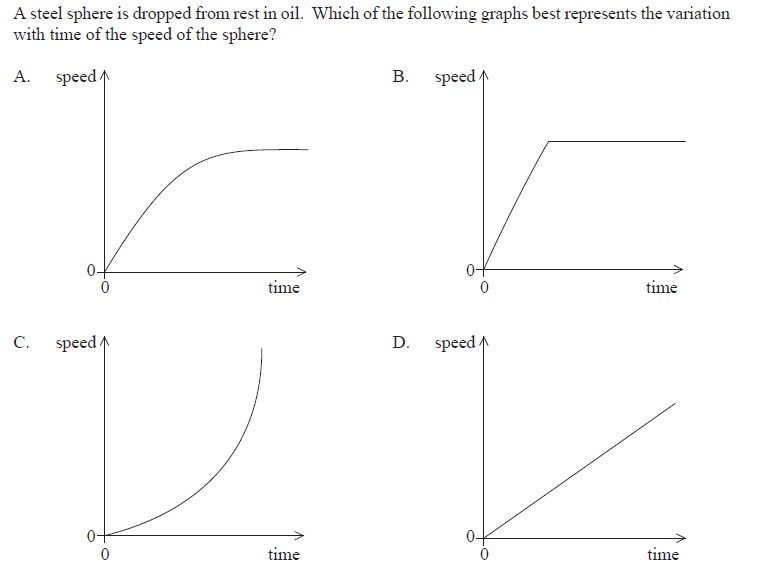 A steel sphere is dropped from rest in oil. Which of the following graphs best represents the variation
with time of the speed of the sphere?
A. speed
0
0
time
B. speed
0
0
time
C. speed
0
0
time
D. speed
0
0
time